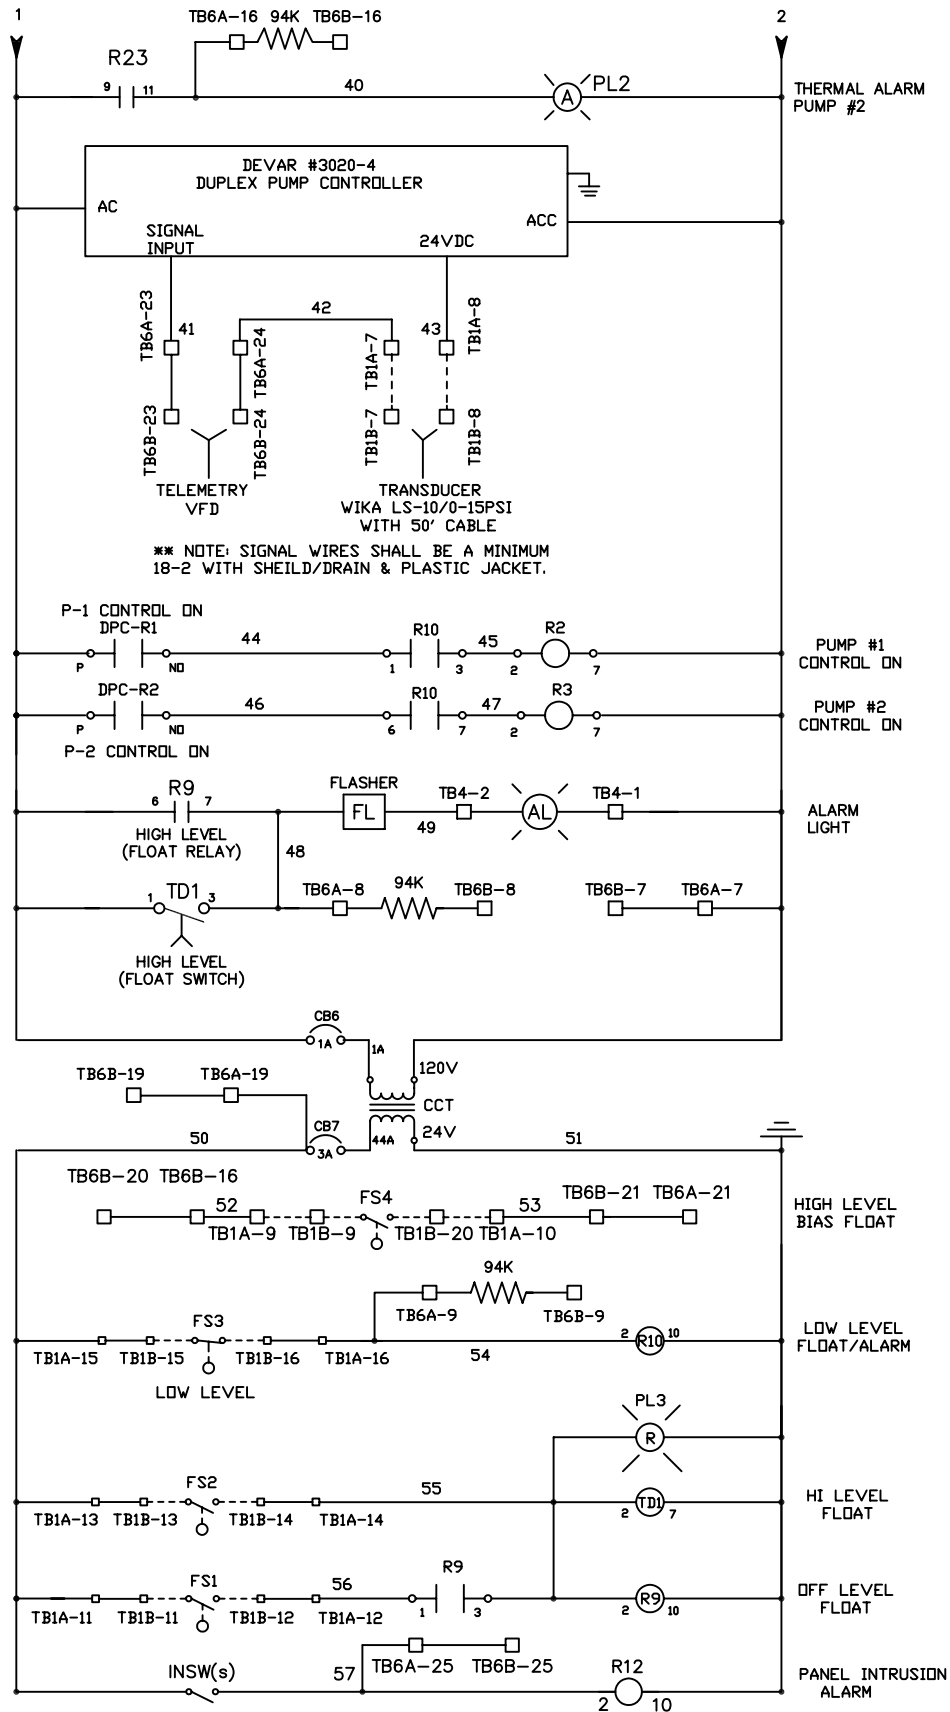 1
2
TB6A-16 94K TB6B-16
R23
9
11
40
A
PL2
THERMAL ALARM
PUMP #2
DEVAR #3020-4
DUPLEX PUMP CONTROLLER
AC
ACC
SIGNAL
INPUT
24VDC
TB6A-23
41
TB6A-24
42
TB1A-7
43
TB1A-8
TB6B-23
TB6B-24
TB1B-7
TB1B-8
TELEMETRY
VFD
TRANSDUCER
WIKA LS-10/0-15PSI
WITH 50' CABLE
** NOTE: SIGNAL WIRES SHALL BE A MINIMUM
18-2 WITH SHEILD/DRAIN & PLASTIC JACKET.
P-1 CONTROL ON
DPC-R1
P
NO
44
R10
1
3
45
2
R2
7
PUMP #1
CONTROL ON
DPC-R2
P
NO
46
R10
6
7
47
2
R3
7
PUMP #2
CONTROL ON
P-2 CONTROL ON
R9
6
7
HIGH LEVEL
(FLOAT RELAY)
FLASHER
FL
49
TB4-2
AL
TB4-1
ALARM
LIGHT
48
TD1
1
3
TB6A-8
94K
TB6B-8
TB6B-7
TB6A-7
HIGH LEVEL
(FLOAT SWITCH)
CB6
1A
1A
120V
CCT
24V
TB6B-19
TB6A-19
50
CB7
3A
44A
51
TB6B-20 TB6B-16
52
TB1A-9
TB1B-9
FS4
TB1B-20
TB1A-10
53
TB6B-21
TB6A-21
HIGH LEVEL
BIAS FLOAT
94K
TB6A-9
TB6B-9
FS3
TB1A-15
TB1B-15
TB1B-16
TB1A-16
54
2
R10
10
LOW LEVEL
FLOAT/ALARM
LOW LEVEL
PL3
R
FS2
TB1A-13
TB1B-13
TB1B-14
TB1A-14
55
2
TD1
7
HI LEVEL
FLOAT
FS1
TB1A-11
TB1B-11
TB1B-12
TB1A-12
56
R9
1
3
2
R9
10
OFF LEVEL
FLOAT
INSW(s)
57
TB6A-25
TB6B-25
R12
2
10
PANEL INTRUSION
ALARM